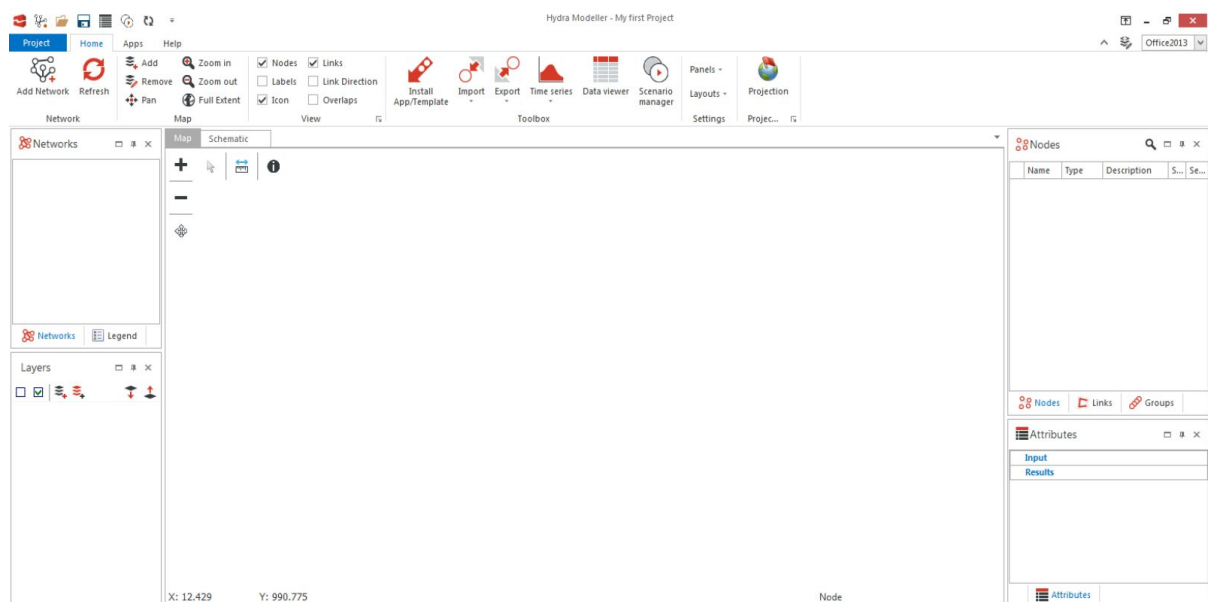 Hydra Modeller - My first Project
Project Home Apps Help
Office2013
Add Network
Refresh
Add
Remove
Pan
Zoom in
Zoom out
Full Extent
Nodes
Labels
Icon
Links
Link Direction
Overlaps
Install
App/Template
Import
Export
Time series
Data viewer
Scenario
manager
Panels
Layouts
Projection
Network Map View Toolbox Settings Projec...
Networks
Map Schematic
Nodes
Name Type Description S... Se...
Networks Legend
Layers
Nodes Links Groups
Attributes
Input
Results
X: 12.429 Y: 990.775 Node
Attributes